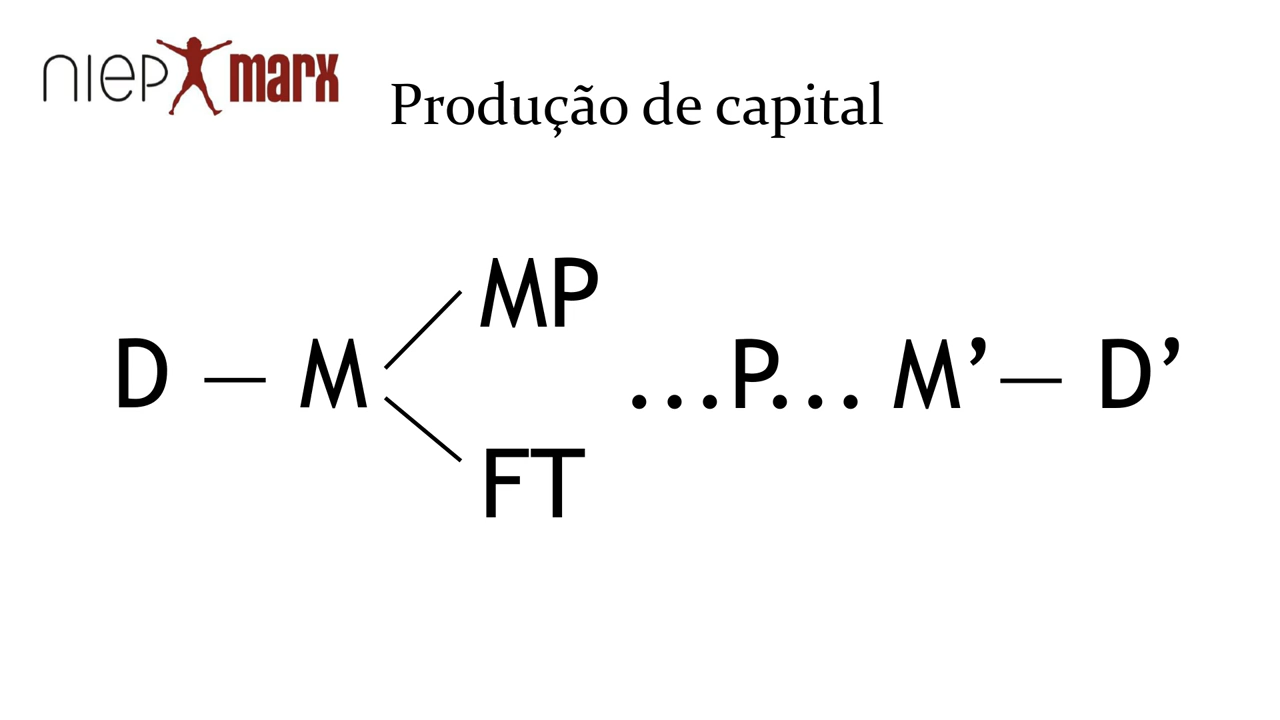 NIEP marx
Produção de capital
MP
D — M ...P... M’— D’
FT